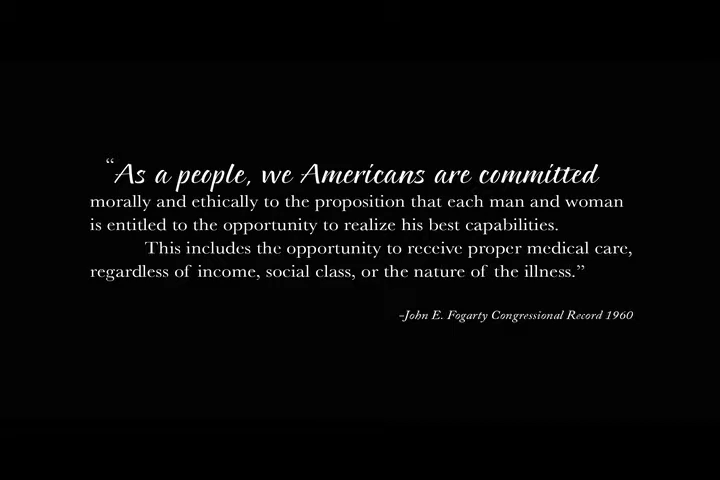 “As a people, we Americans are committed
morally and ethically to the proposition that each man and woman
is entitled to the opportunity to realize his best capabilities.
This includes the opportunity to receive proper medical care,
regardless of income, social class, or the nature of the illness.”
–John E. Fogarty Congressional Record 1960